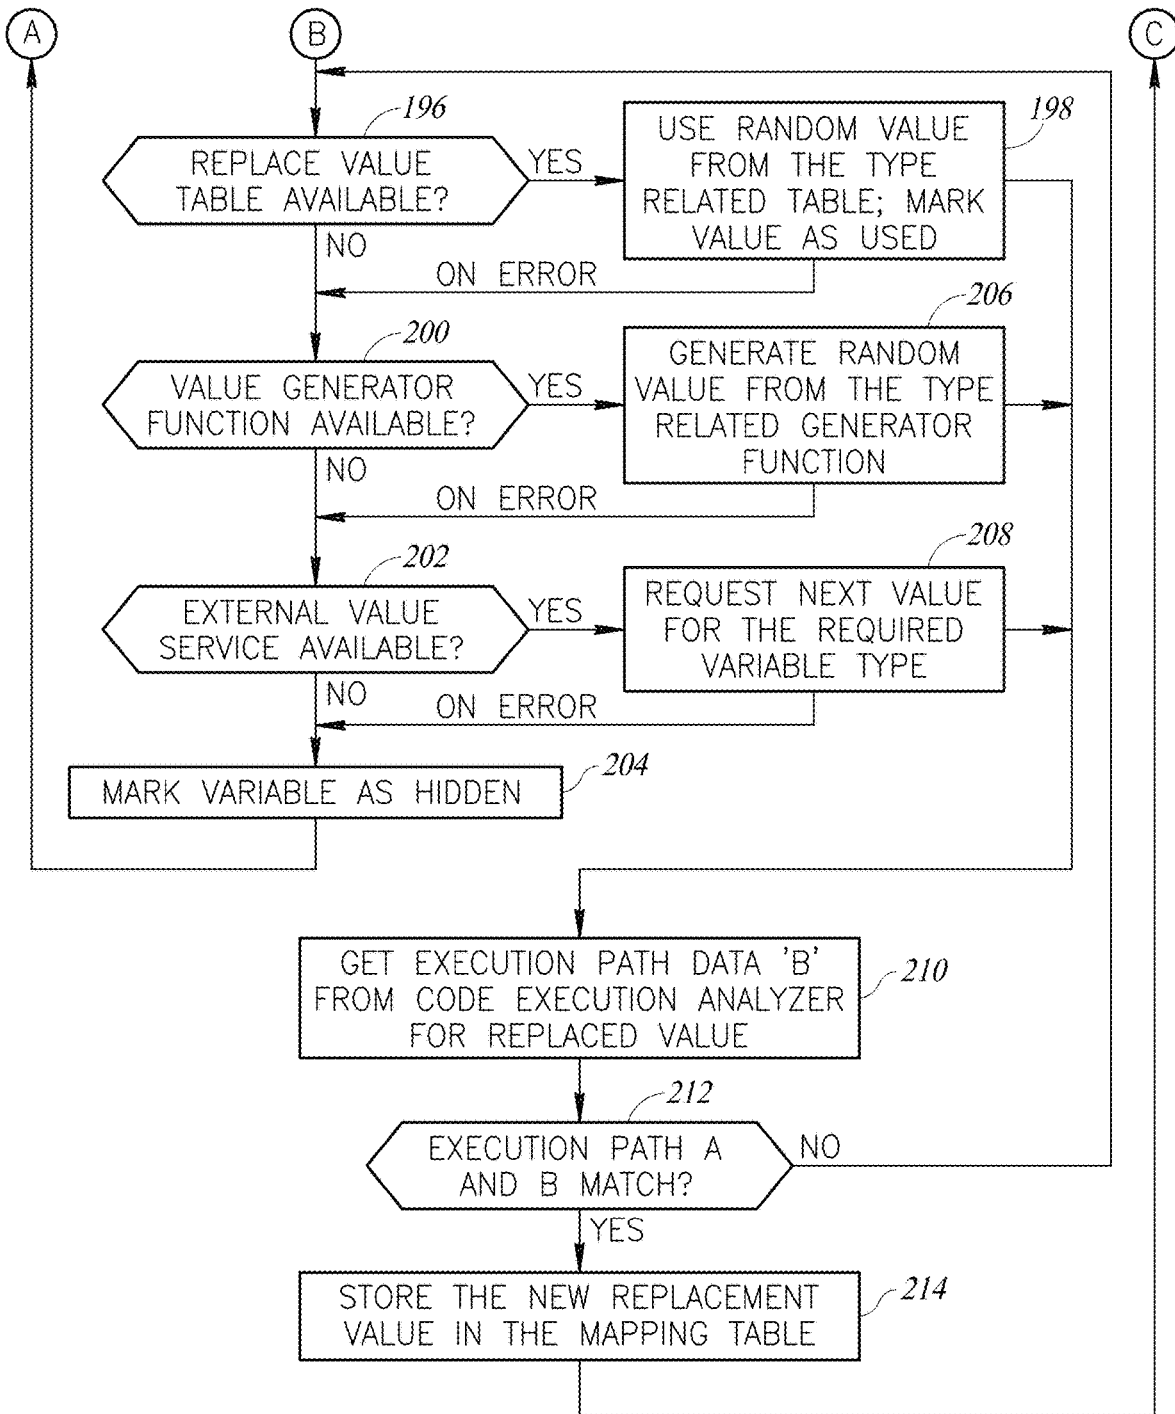 A
B
C
196
REPLACE VALUE
TABLE AVAILABLE?
YES
NO
198
USE RANDOM VALUE
FROM THE TYPE
RELATED TABLE; MARK
VALUE AS USED
ON ERROR
200
VALUE GENERATOR
FUNCTION AVAILABLE?
YES
NO
206
GENERATE RANDOM
VALUE FROM THE TYPE
RELATED GENERATOR
FUNCTION
ON ERROR
202
EXTERNAL VALUE
SERVICE AVAILABLE?
YES
NO
208
REQUEST NEXT VALUE
FOR THE REQUIRED
VARIABLE TYPE
ON ERROR
204
MARK VARIABLE AS HIDDEN
GET EXECUTION PATH DATA 'B'
FROM CODE EXECUTION ANALYZER
FOR REPLACED VALUE
210
212
EXECUTION PATH A
AND B MATCH?
NO
YES
STORE THE NEW REPLACEMENT
VALUE IN THE MAPPING TABLE
214